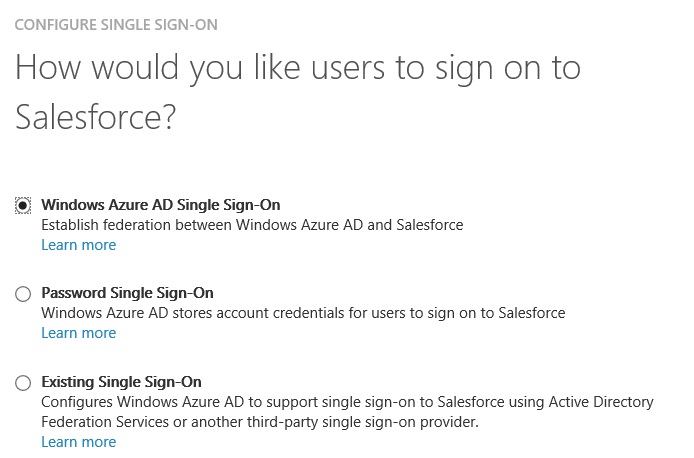 CONFIGURE SINGLE SIGN-ON
How would you like users to sign on to
Salesforce?
Windows Azure AD Single Sign-On
Establish federation between Windows Azure AD and Salesforce
Learn more
Password Single Sign-On
Windows Azure AD stores account credentials for users to sign on to Salesforce
Learn more
Existing Single Sign-On
Configures Windows Azure AD to support single sign-on to Salesforce using Active Directory
Federation Services or another third-party single sign-on provider.
Learn more